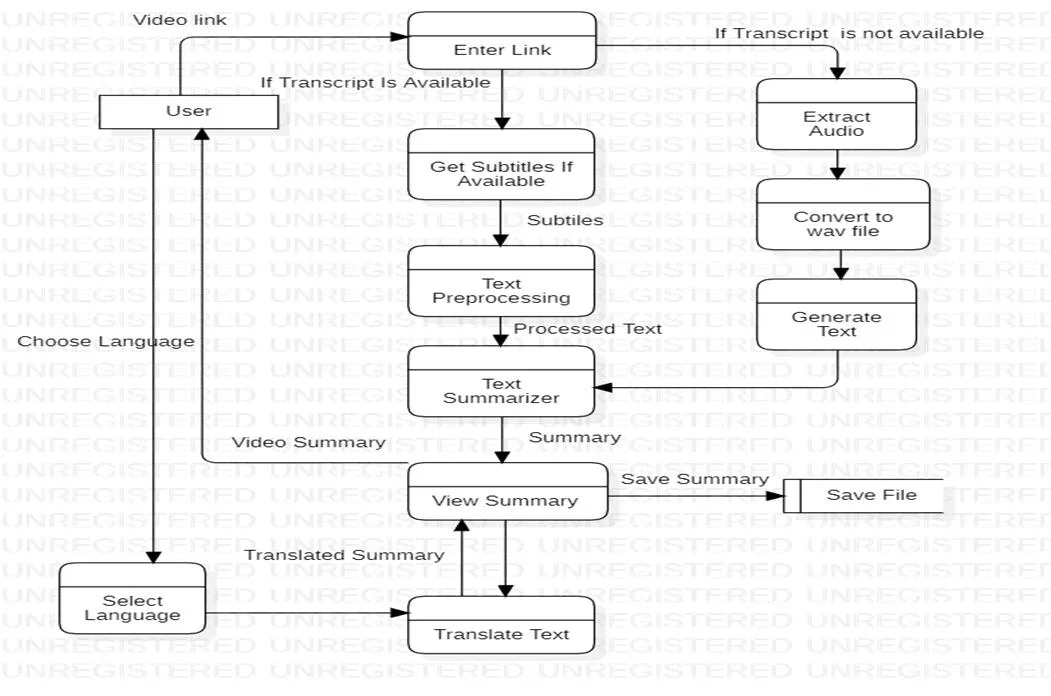 Video link
Enter Link
If Transcript  is not available
If Transcript Is Available
User
Extract
Audio
Get Subtitles If
Available
Convert to
wav file
Subtiles
Text
Preprocessing
Generate
Text
Processed Text
Choose Language
Text
Summarizer
Video Summary
Summary
View Summary
Save Summary
Save File
Translated Summary
Select
Language
Translate Text
UNREGISTERED